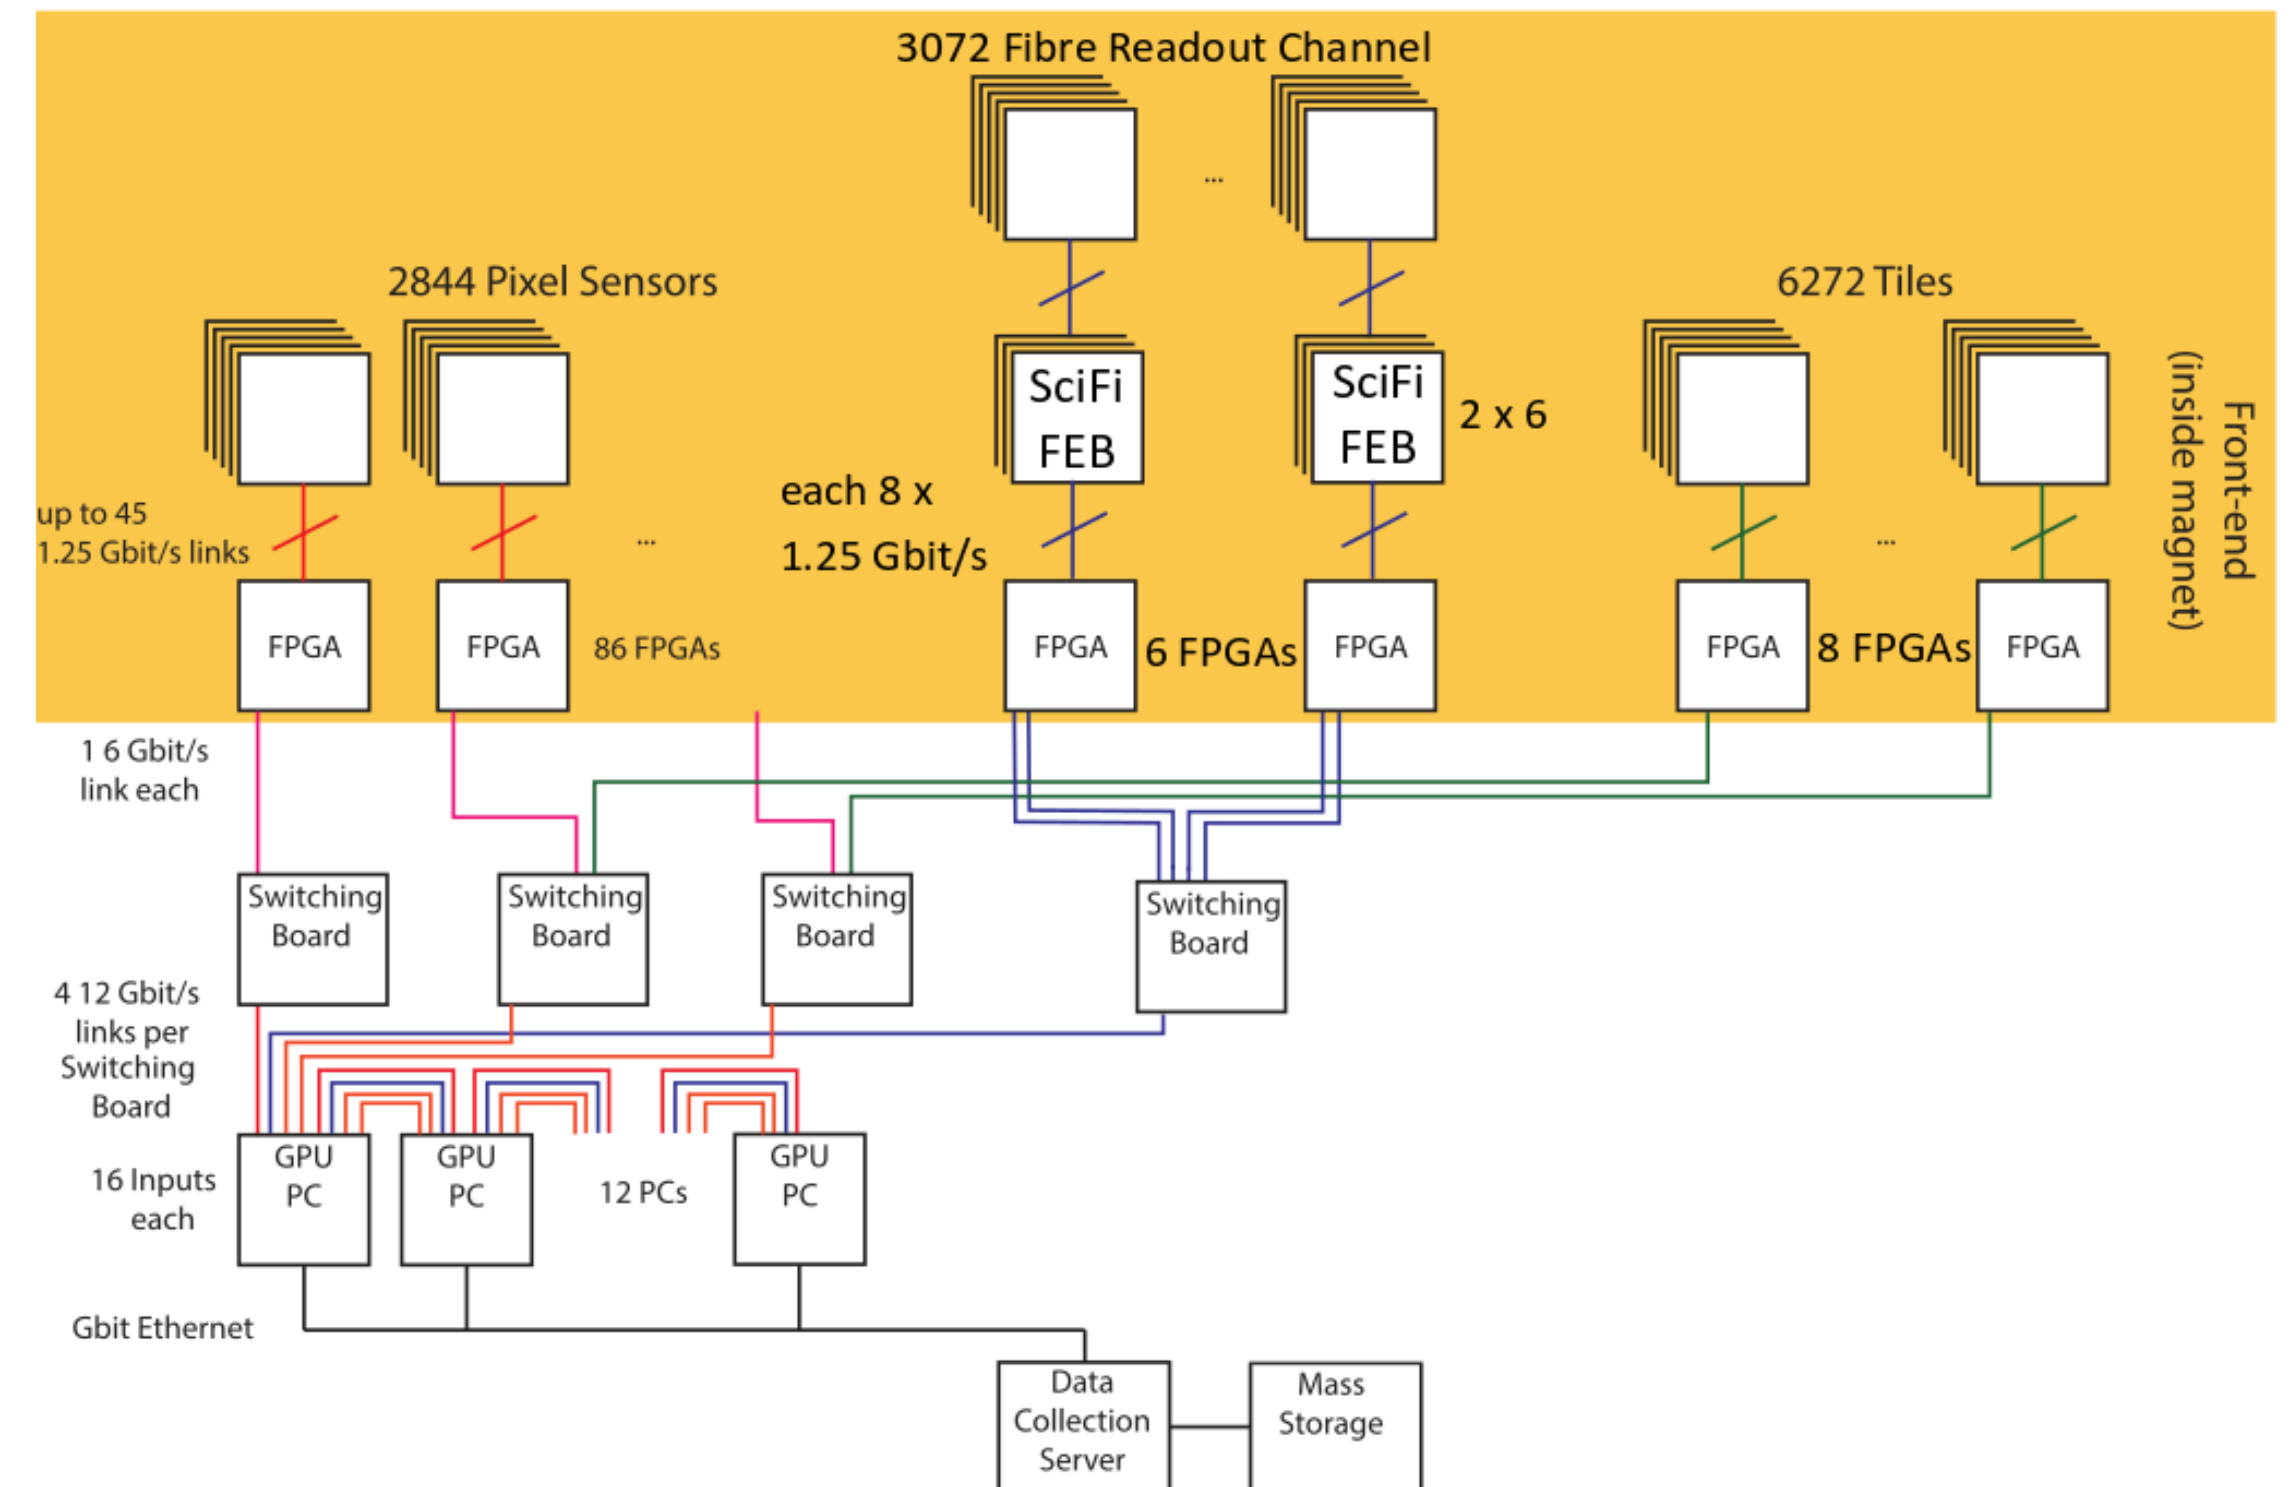 3072 Fibre Readout Channel
...
2844 Pixel Sensors
6272 Tiles
SciFi
FEB
SciFi
FEB
2 x 6
Front-end
(inside magnet)
up to 45
1.25 Gbit/s links
...
each 8 x
1.25 Gbit/s
...
FPGA
FPGA
86 FPGAs
FPGA
6 FPGAs
FPGA
FPGA
8 FPGAs
FPGA
1 6 Gbit/s
link each
Switching
Board
Switching
Board
Switching
Board
Switching
Board
4 12 Gbit/s
links per
Switching
Board
16 Inputs
each
GPU
PC
GPU
PC
12 PCs
GPU
PC
Gbit Ethernet
Data
Collection
Server
Mass
Storage